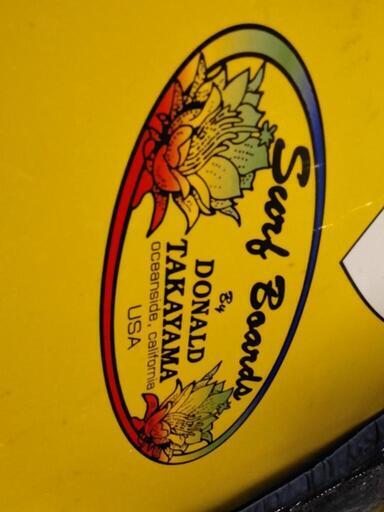 Surf Boards
By
DONALD
TAKAYAMA
oceanside, california
USA